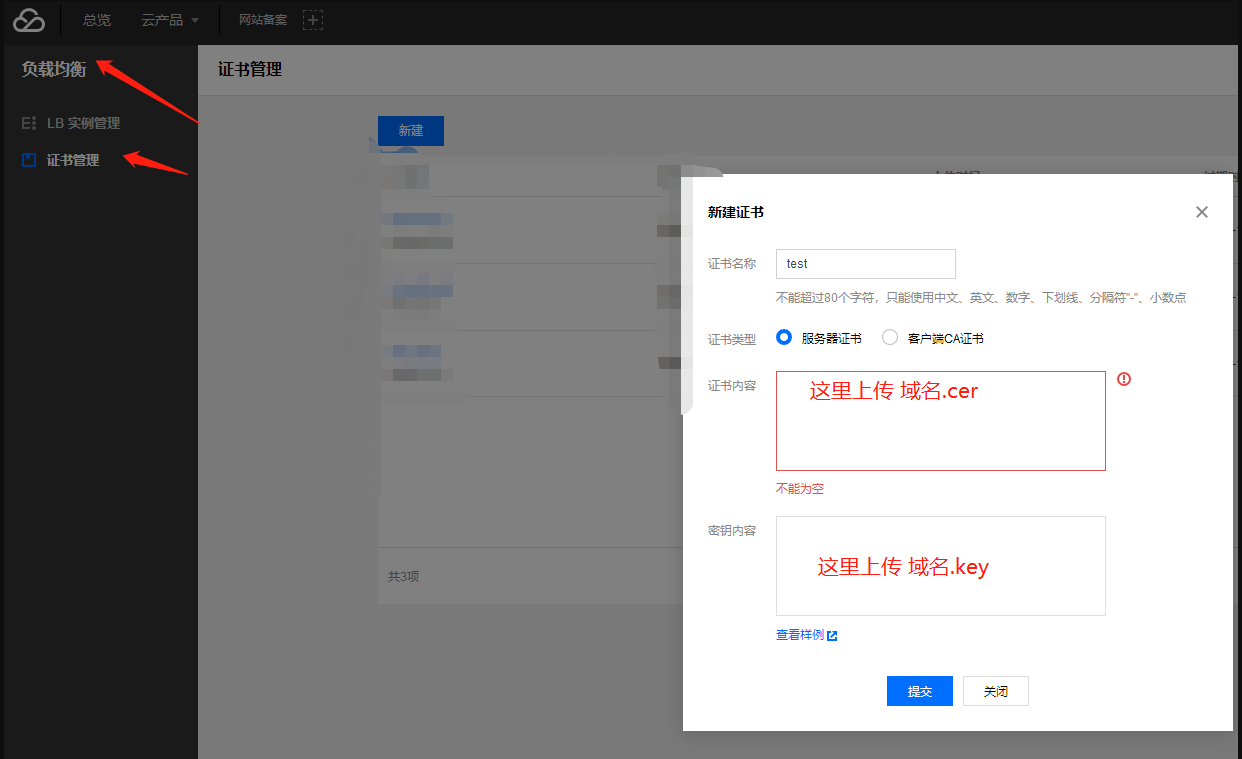 总览 云产品 网站备案
负载均衡
证书管理
LB 实例管理
证书管理
新建
新建证书
证书名称 test
不能超过80个字符，只能使用中文、英文、数字、下划线、分隔符"-"、小数点
证书类型 服务器证书 客户端CA证书
证书内容 这里上传 域名.cer
不能为空
密钥内容 这里上传 域名.key
查看样例
提交 关闭
共3项